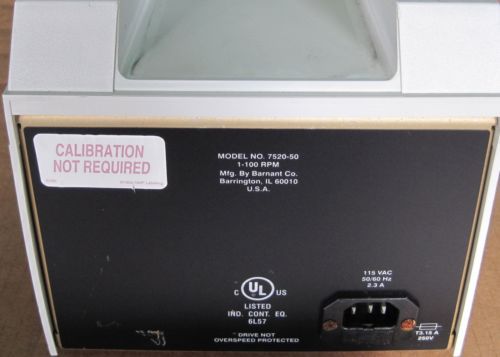 CALIBRATION
NOT REQUIRED
MODEL NO. 7520-50
1-100 RPM
Mfg. By Barnant Co.
Barrington, IL 60010
U.S.A.
C UL US
LISTED
IND. CONT. EQ.
6L57
DRIVE NOT
OVERSPEED PROTECTED
115 VAC
50/60 Hz
2.3 A
T3.15 A
250V